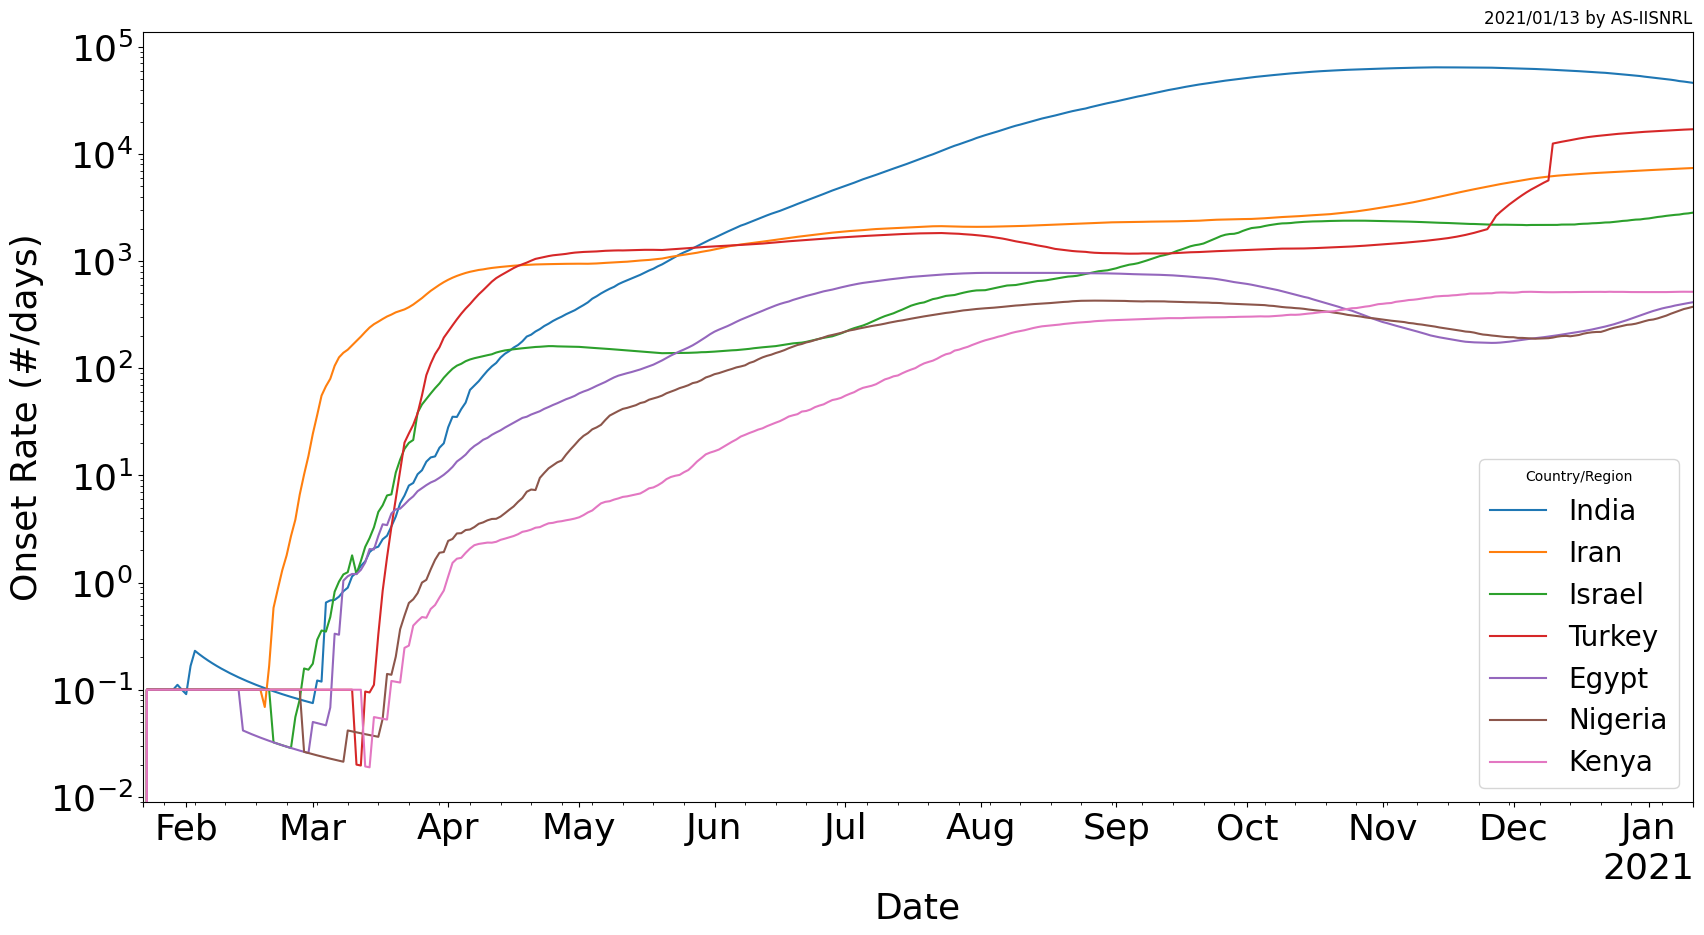 2021/01/13 by AS-IISNRL
10^5
10^4
10^3
10^2
10^1
10^0
10^−1
10^−2
Onset Rate (#/days)
Country/Region
India
Iran
Israel
Turkey
Egypt
Nigeria
Kenya
Feb Mar Apr May Jun Jul Aug Sep Oct Nov Dec Jan
2021
Date